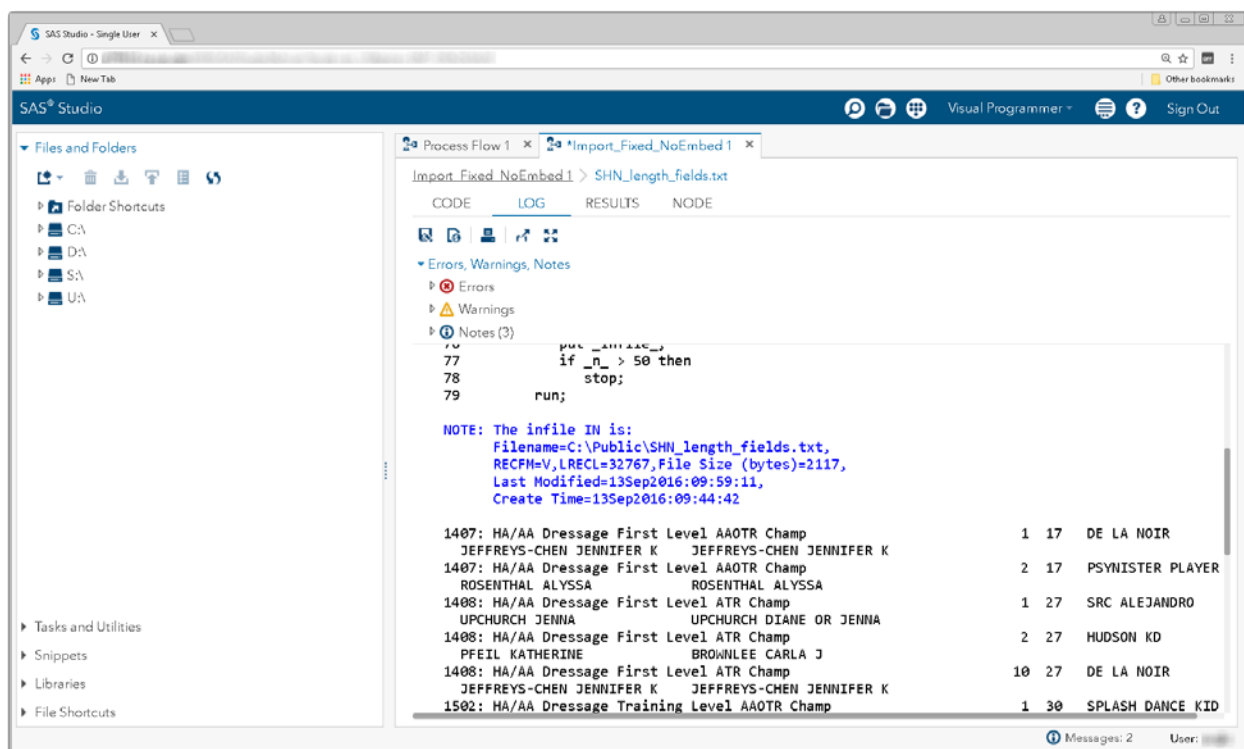 SAS Studio - Single User
Apps New Tab Other bookmarks
SAS® Studio Visual Programmer Sign Out
Files and Folders
Folder Shortcuts
C:\
D:\
S:\
U:\
Tasks and Utilities
Snippets
Libraries
File Shortcuts
Process Flow 1 *Import_Fixed_NoEmbed 1
Import_Fixed_NoEmbed 1 > SHN_length_fields.txt
CODE LOG RESULTS NODE
Errors, Warnings, Notes
Errors
Warnings
Notes (3)
76 put _infile_;
77 if _n_ > 50 then
78 stop;
79 run;
NOTE: The infile IN is:
Filename=C:\Public\SHN_length_fields.txt,
RECFM=V,LRECL=32767,File Size (bytes)=2117,
Last Modified=13Sep2016:09:59:11,
Create Time=13Sep2016:09:44:42
1407: HA/AA Dressage First Level AAOTR Champ 1 17 DE LA NOIR
JEFFREYS-CHEN JENNIFER K JEFFREYS-CHEN JENNIFER K
1407: HA/AA Dressage First Level AAOTR Champ 2 17 PSYNISTER PLAYER
ROSENTHAL ALYSSA ROSENTHAL ALYSSA
1408: HA/AA Dressage First Level ATR Champ 1 27 SRC ALEJANDRO
UPCHURCH JENNA UPCHURCH DIANE OR JENNA
1408: HA/AA Dressage First Level ATR Champ 2 27 HUDSON KD
PFEIL KATHERINE BROWNLEE CARLA J
1408: HA/AA Dressage First Level ATR Champ 10 27 DE LA NOIR
JEFFREYS-CHEN JENNIFER K JEFFREYS-CHEN JENNIFER K
1502: HA/AA Dressage Training Level AAOTR Champ 1 30 SPLASH DANCE KID
Messages: 2 User: